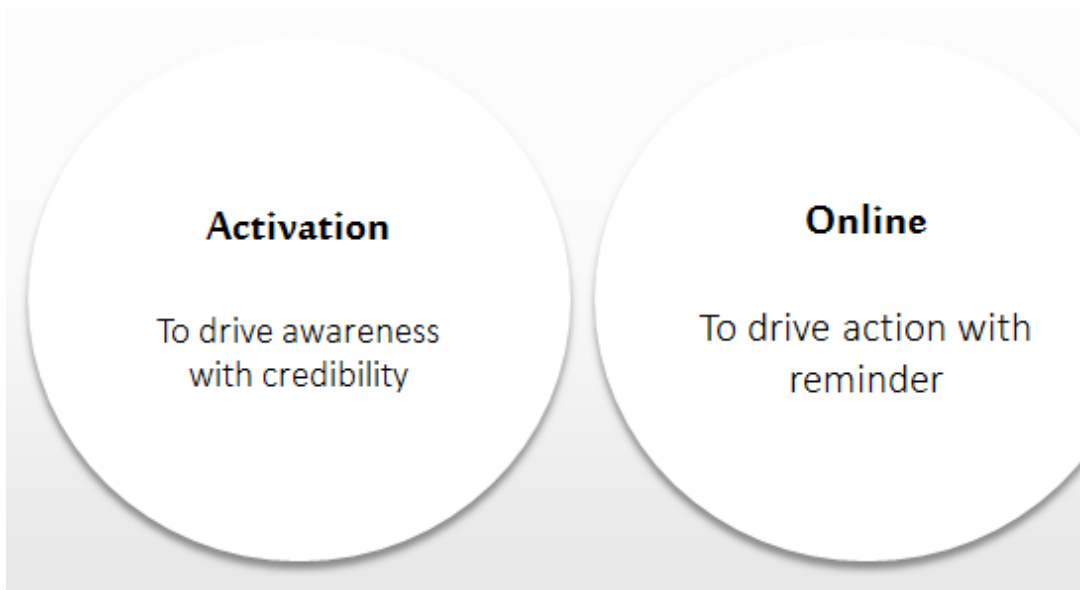 Activation
To drive awareness
with credibility
Online
To drive action with
reminder